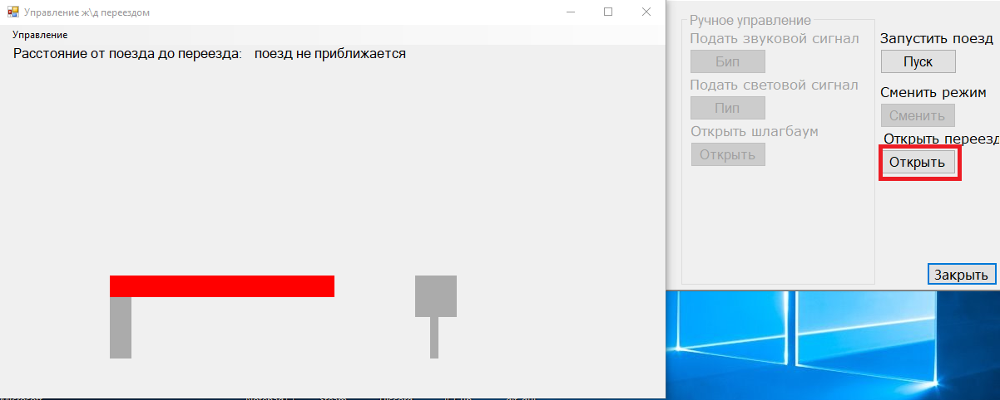 Управление ж\д переездом
Управление
Расстояние от поезда до переезда: поезд не приближается
Ручное управление
Подать звуковой сигнал
Бип
Подать световой сигнал
Пип
Открыть шлагбаум
Открыть
Запустить поезд
Пуск
Сменить режим
Сменить
Открыть переезд
Открыть
Закрыть